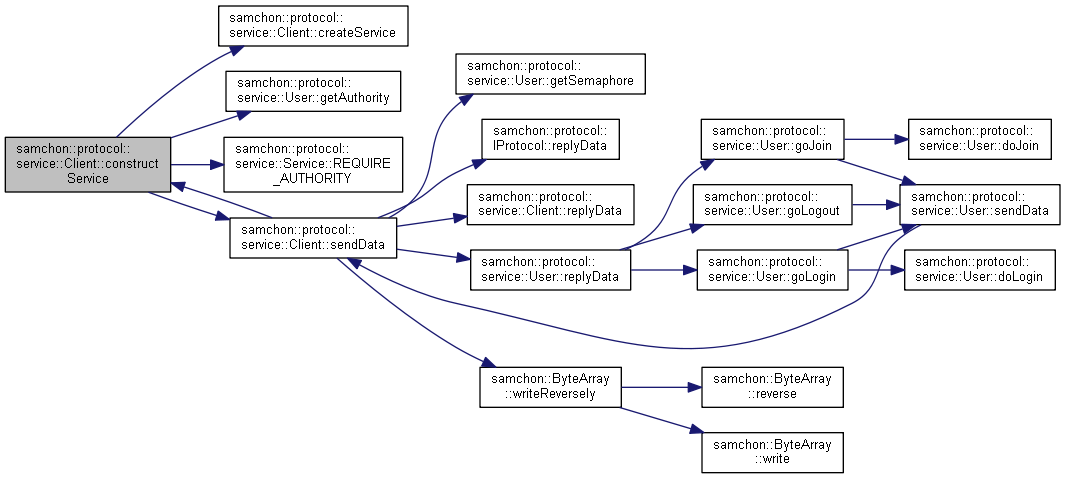 samchon::protocol::
service::Client::construct
Service
samchon::protocol::
service::Client::createService
samchon::protocol::
service::User::getAuthority
samchon::protocol::
service::Service::REQUIRE
_AUTHORITY
samchon::protocol::
service::Client::sendData
samchon::protocol::
service::User::getSemaphore
samchon::protocol::
IProtocol::replyData
samchon::protocol::
service::Client::replyData
samchon::protocol::
service::User::replyData
samchon::ByteArray
::writeReversely
samchon::protocol::
service::User::goJoin
samchon::protocol::
service::User::goLogout
samchon::protocol::
service::User::goLogin
samchon::ByteArray
::reverse
samchon::ByteArray
::write
samchon::protocol::
service::User::doJoin
samchon::protocol::
service::User::sendData
samchon::protocol::
service::User::doLogin